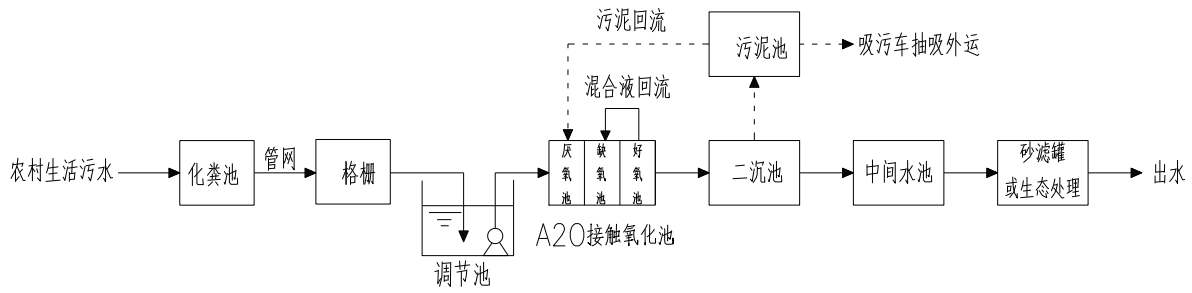 污泥回流
污泥池
吸污车抽吸外运
混合液回流
农村生活污水
化粪池
管网
格栅
厌氧池
缺氧池
好氧池
二沉池
中间水池
砂滤罐
或生态处理
出水
A2O接触氧化池
调节池